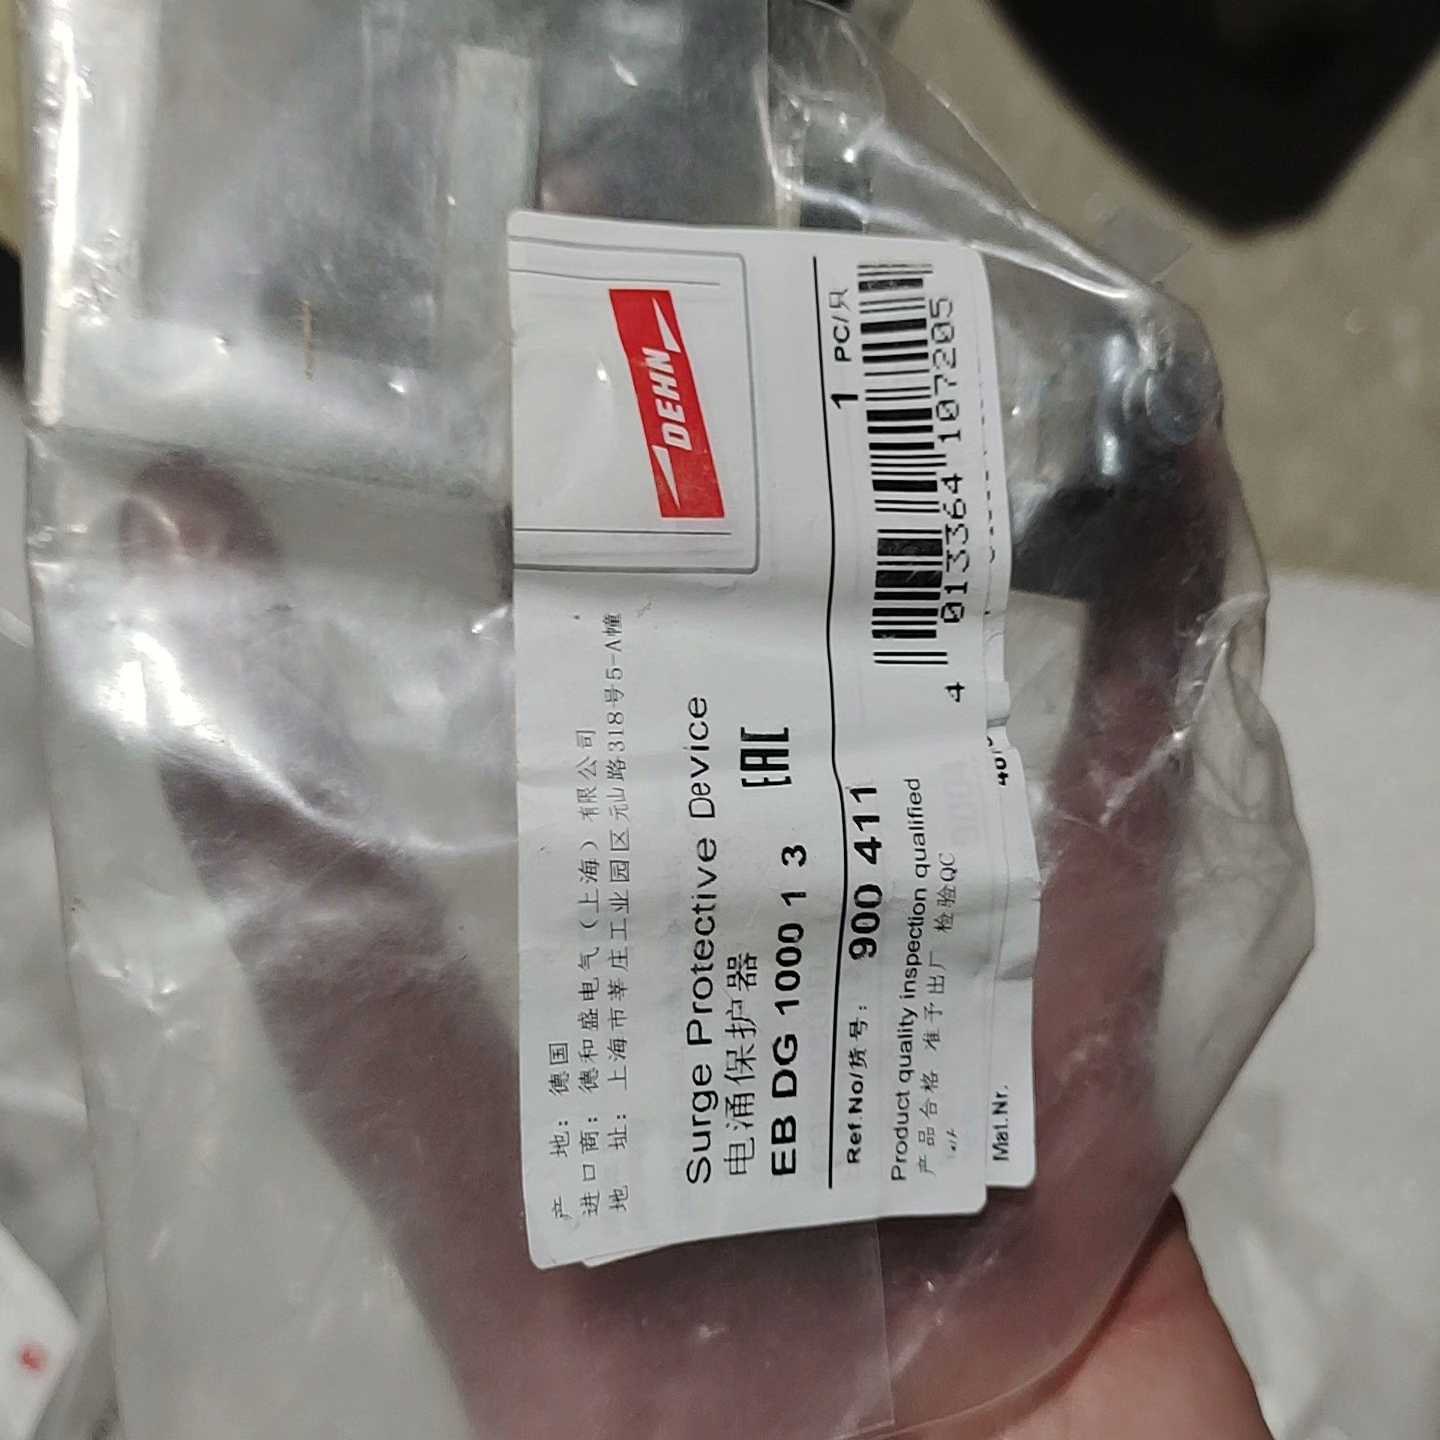 DEHN
产 地: 德国
进口商: 德和盛电气（上海）有限公司
地 址: 上海市莘庄工业园区元山路318号5-A幢
Surge Protective Device
电涌保护器
EB DG 1000 1 3
EAC
1 PC/只
Ref.No/货号: 900 411
4 013364 107205
Product quality inspection qualified
产品合格 准予出厂 检验QC
Mat.Nr.